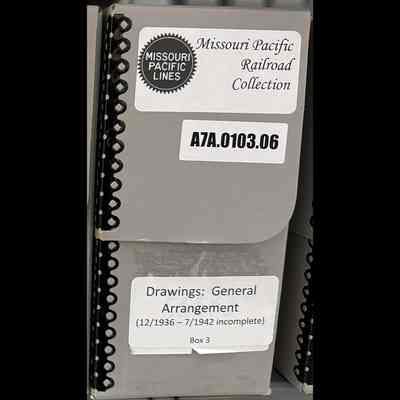 MISSOURI
PACIFIC
LINES
Missouri Pacific
Railroad
Collection
A7A.0103.06
Drawings: General
Arrangement
(12/1936 – 7/1942 incomplete)
Box 3